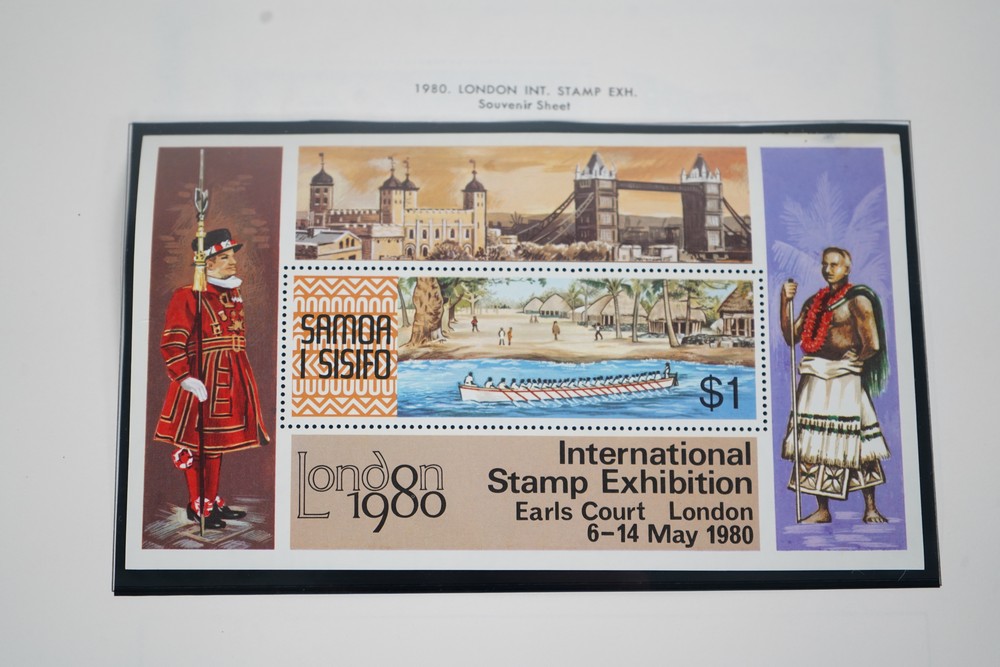 1980. LONDON INT. STAMP EXH.
Souvenir Sheet
SAMOA
I SISIFO
$1
London
1980
International
Stamp Exhibition
Earls Court London
6-14 May 1980